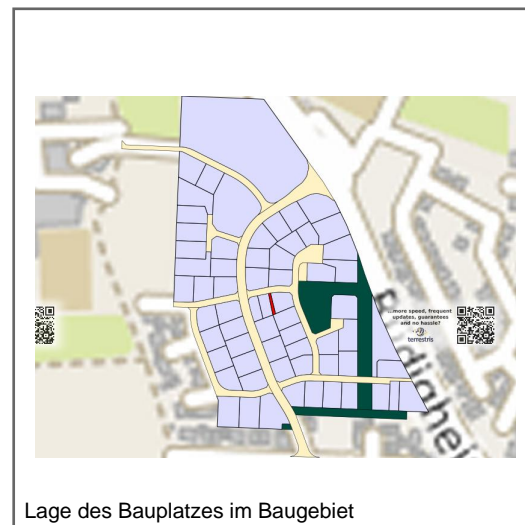 ...more speed, frequent
updates, guarantees
and no hassle?
terrestris
Lage des Bauplatzes im Baugebiet